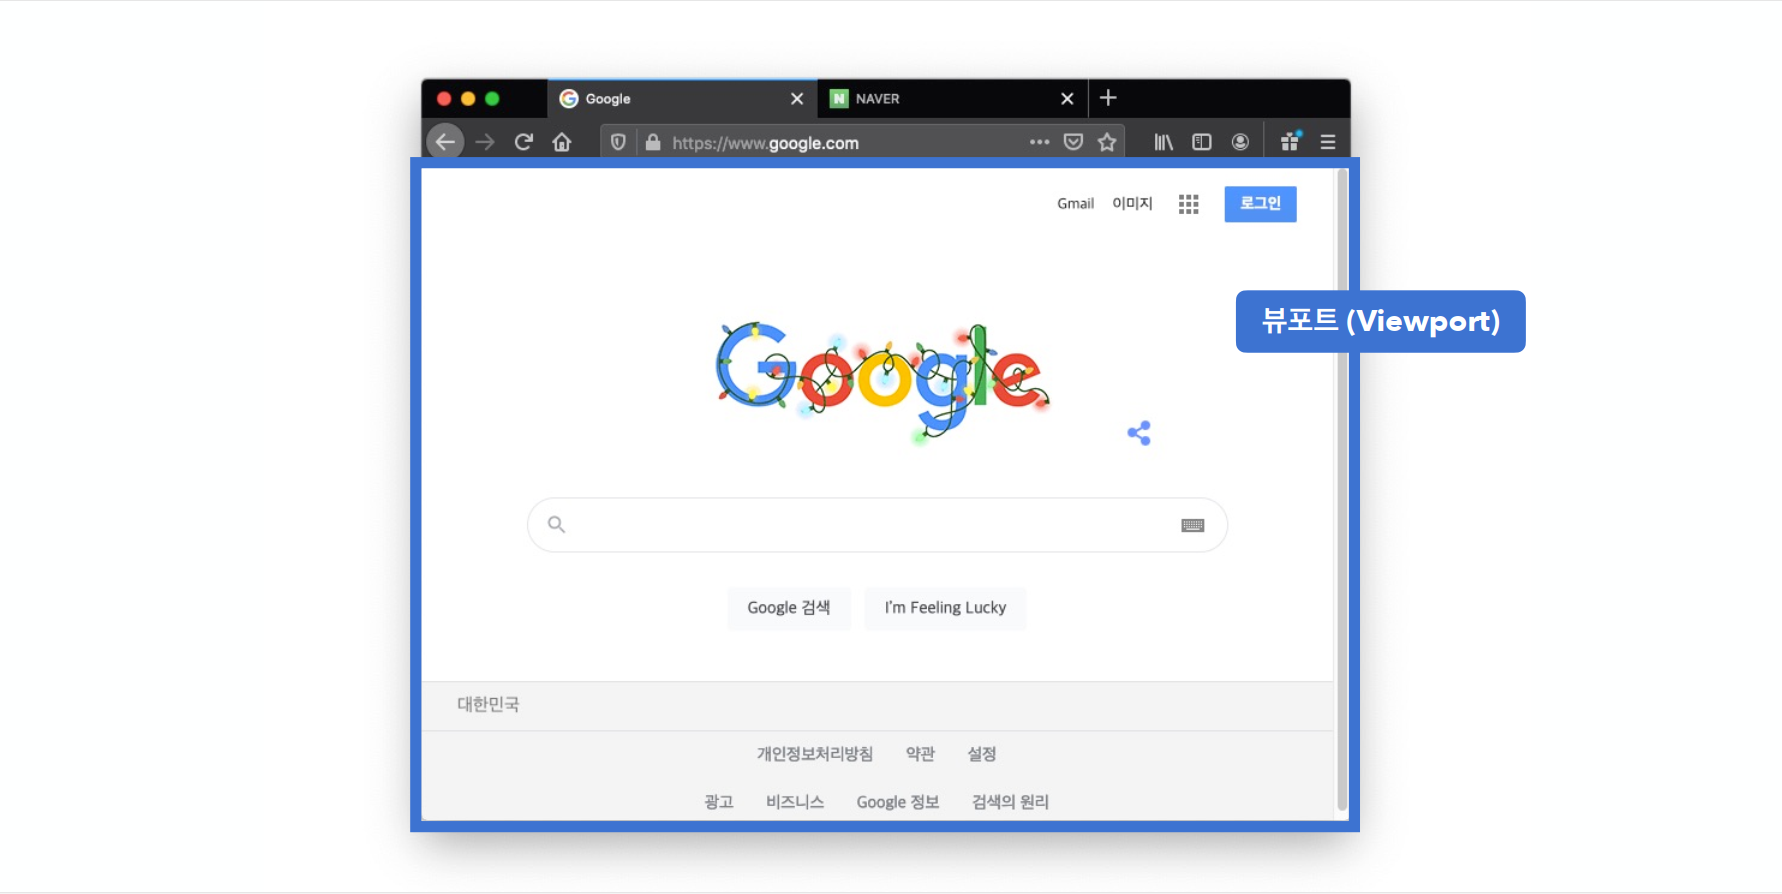 Google
NAVER
https://www.google.com
Gmail 이미지 로그인
뷰포트 (Viewport)
Google
Google 검색 I'm Feeling Lucky
대한민국
개인정보처리방침 약관 설정
광고 비즈니스 Google 정보 검색의 원리